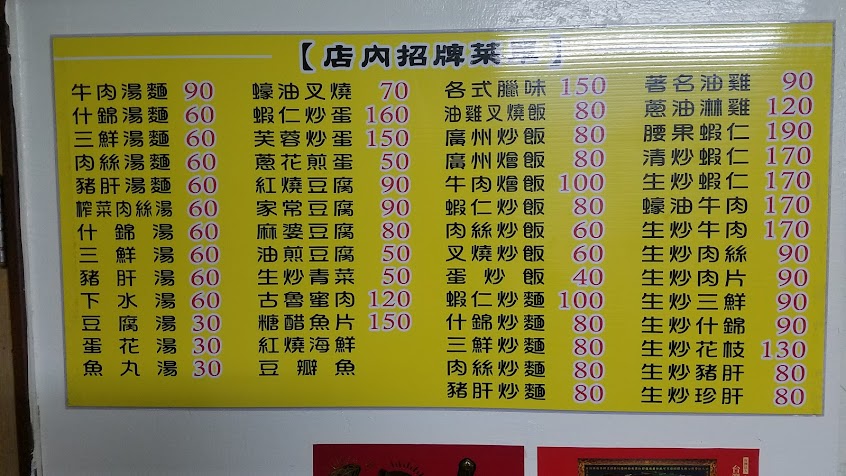 【店內招牌菜單】
牛肉湯麵 90
什錦湯麵 60
三鮮湯麵 60
肉絲湯麵 60
豬肝湯麵 60
榨菜肉絲湯 60
什錦湯 60
三鮮湯 60
豬肝湯 60
下水湯 60
豆腐湯 30
蛋花湯 30
魚丸湯 30
蠔油叉燒 70
蝦仁炒蛋 160
芙蓉炒蛋 150
蔥花煎蛋 50
紅燒豆腐 90
家常豆腐 90
麻婆豆腐 80
油煎豆腐 50
生炒青菜 50
古魯蜜肉 120
糖醋魚片 150
紅燒海鮮
豆瓣魚
各式臘味 150
油雞叉燒飯 80
廣州炒飯 80
廣州燴飯 80
牛肉燴飯 100
蝦仁炒飯 80
肉絲炒飯 60
叉燒炒飯 60
蛋炒飯 40
蝦仁炒麵 100
什錦炒麵 80
三鮮炒麵 80
肉絲炒麵 80
豬肝炒麵 80
著名油雞 90
蔥油淋雞 120
腰果蝦仁 190
清炒蝦仁 170
生炒蝦仁 170
蠔油牛肉 170
生炒牛肉 170
生炒肉絲 90
生炒肉片 90
生炒三鮮 90
生炒什錦 90
生炒花枝 130
生炒豬肝 80
生炒珍肝 80